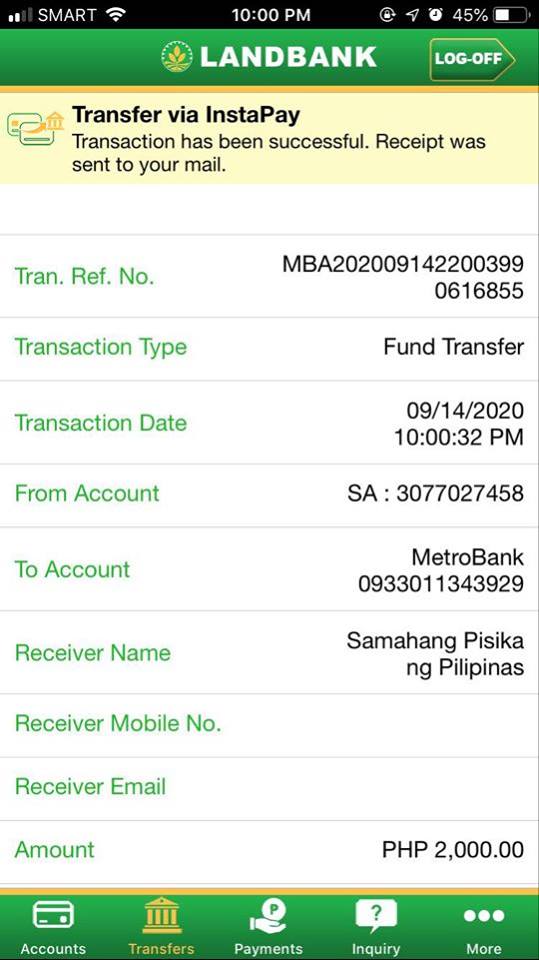 SMART 10:00 PM 45%
LANDBANK LOG-OFF
Transfer via InstaPay
Transaction has been successful. Receipt was
sent to your mail.
Tran. Ref. No. MBA202009142200399
0616855
Transaction Type Fund Transfer
Transaction Date 09/14/2020
10:00:32 PM
From Account SA : 3077027458
To Account MetroBank
0933011343929
Receiver Name Samahang Pisika
ng Pilipinas
Receiver Mobile No.
Receiver Email
Amount PHP 2,000.00
Accounts Transfers Payments Inquiry More